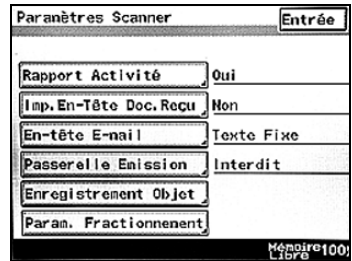 Paramètres Scanner
Entrée
Rapport Activité Oui
Imp.En-Tête Doc.Reçu Non
En-tête E-mail Texte Fixe
Passerelle Emission Interdit
Enregistrement Objet
Param. Fractionnement
Mémoire Libre 100%